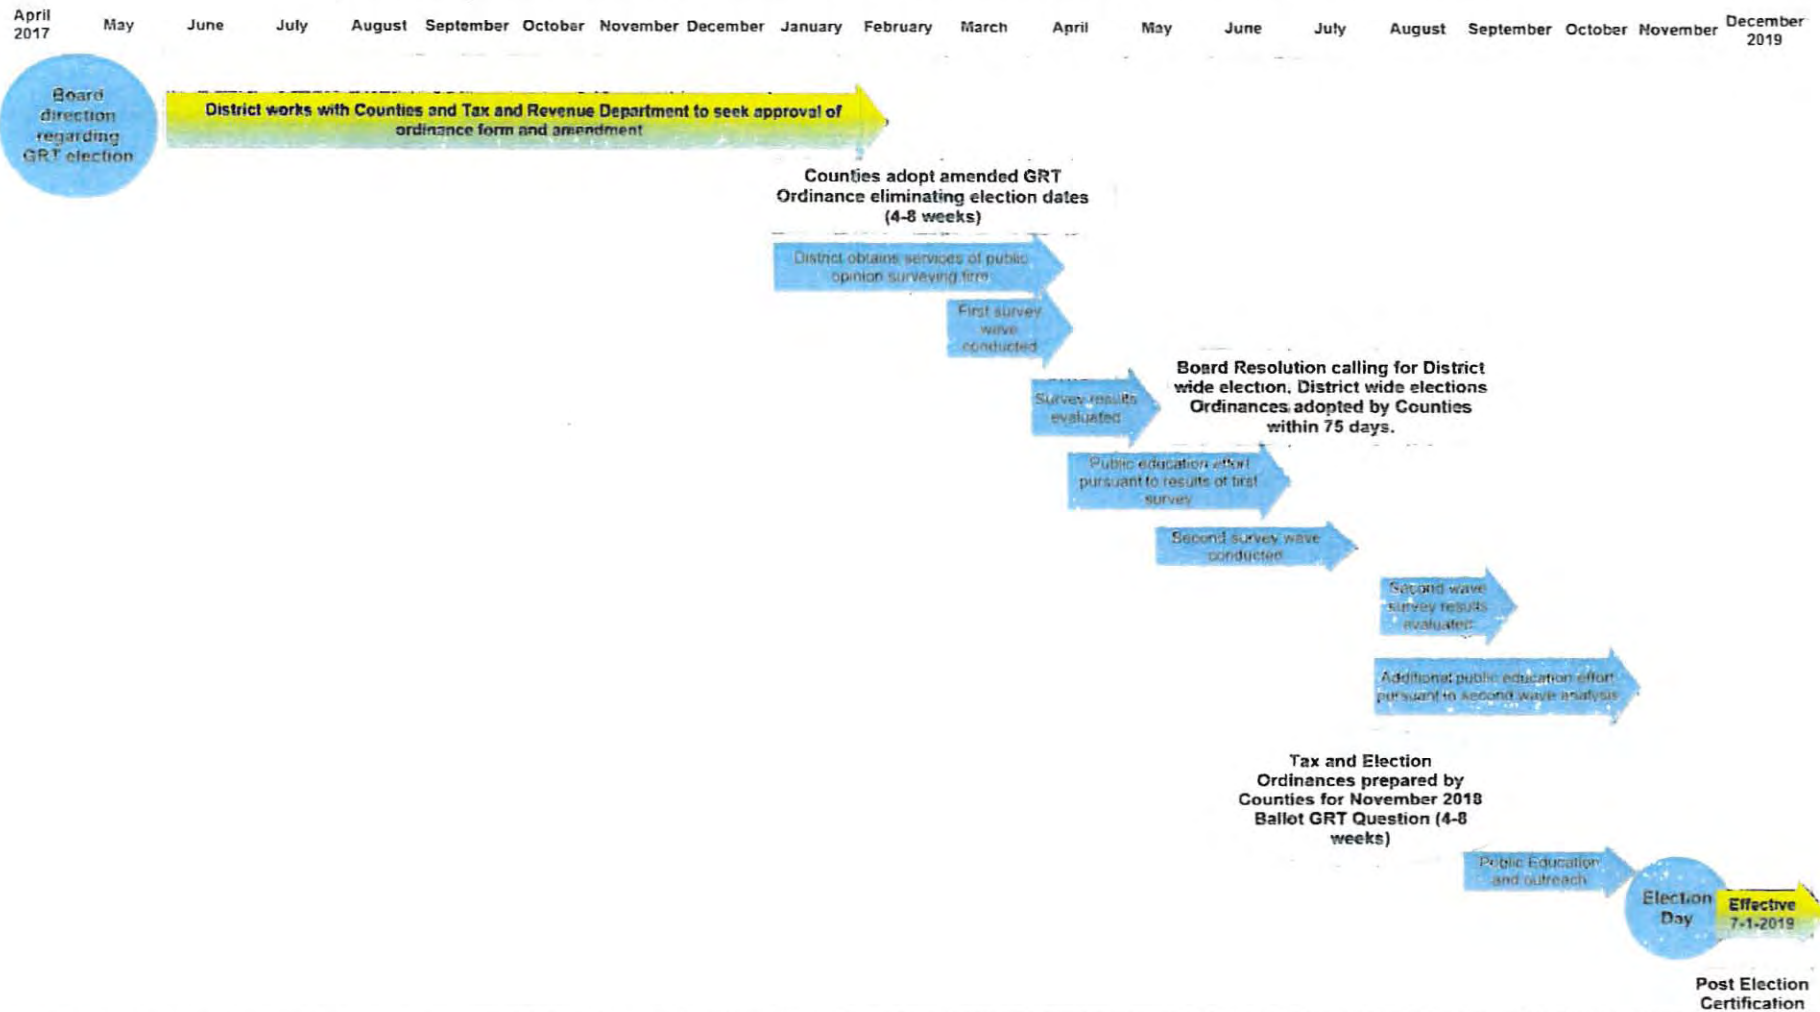 April
2017
May
June
July
August
September
October
November
December
January
February
March
April
May
June
July
August
September
October
November
December
2019
Board
direction
regarding
GRT election
District works with Counties and Tax and Revenue Department to seek approval of
ordinance form and amendment
Counties adopt amended GRT
Ordinance eliminating election dates
(4-8 weeks)
District obtains services of public
opinion surveying firm
First survey
wave
conducted
Survey results
evaluated
Board Resolution calling for District
wide election. District wide elections
Ordinances adopted by Counties
within 75 days.
Public education effort
pursuant to results of first
survey
Second survey wave
conducted
Second wave
survey results
evaluated
Additional public education effort
pursuant to second wave analysis
Tax and Election
Ordinances prepared by
Counties for November 2018
Ballot GRT Question (4-8
weeks)
Public Education
and outreach
Election
Day
Effective
7-1-2019
Post Election
Certification